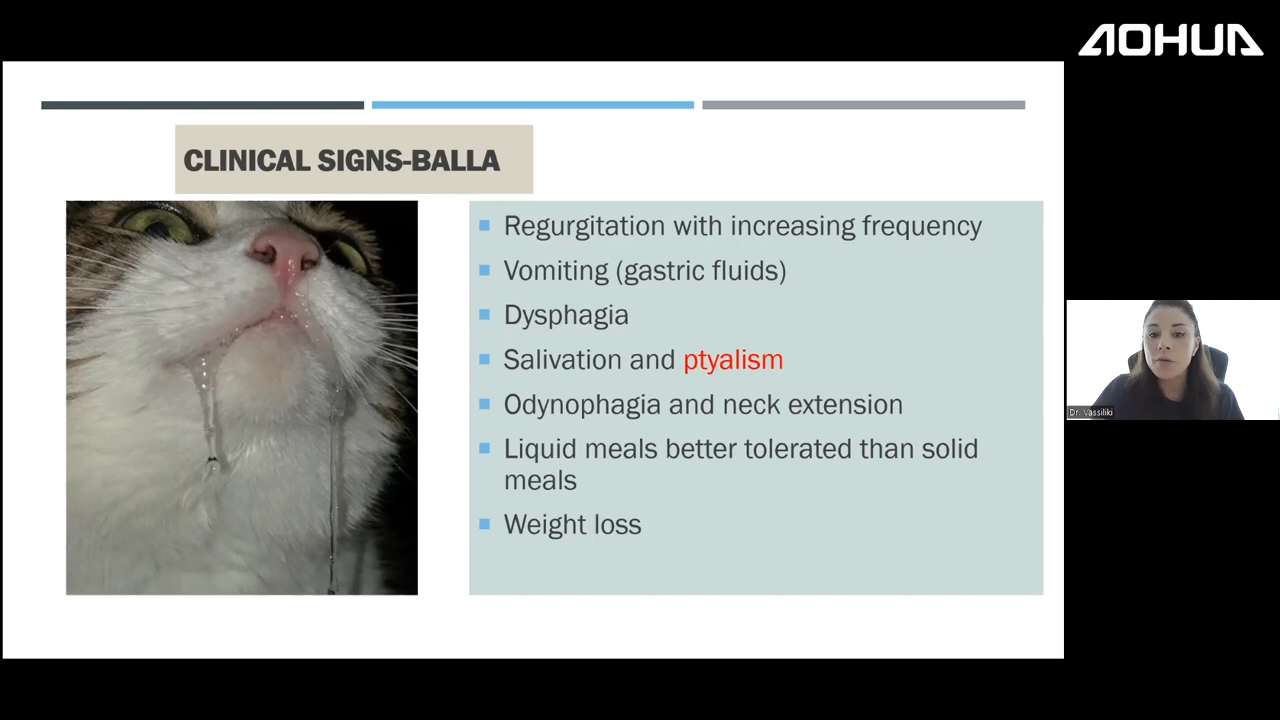 AOHUA
CLINICAL SIGNS-BALLA
Regurgitation with increasing frequency
Vomiting (gastric fluids)
Dysphagia
Salivation and ptyalism
Odynophagia and neck extension
Liquid meals better tolerated than solid
meals
Weight loss
Dr. Vassiliki